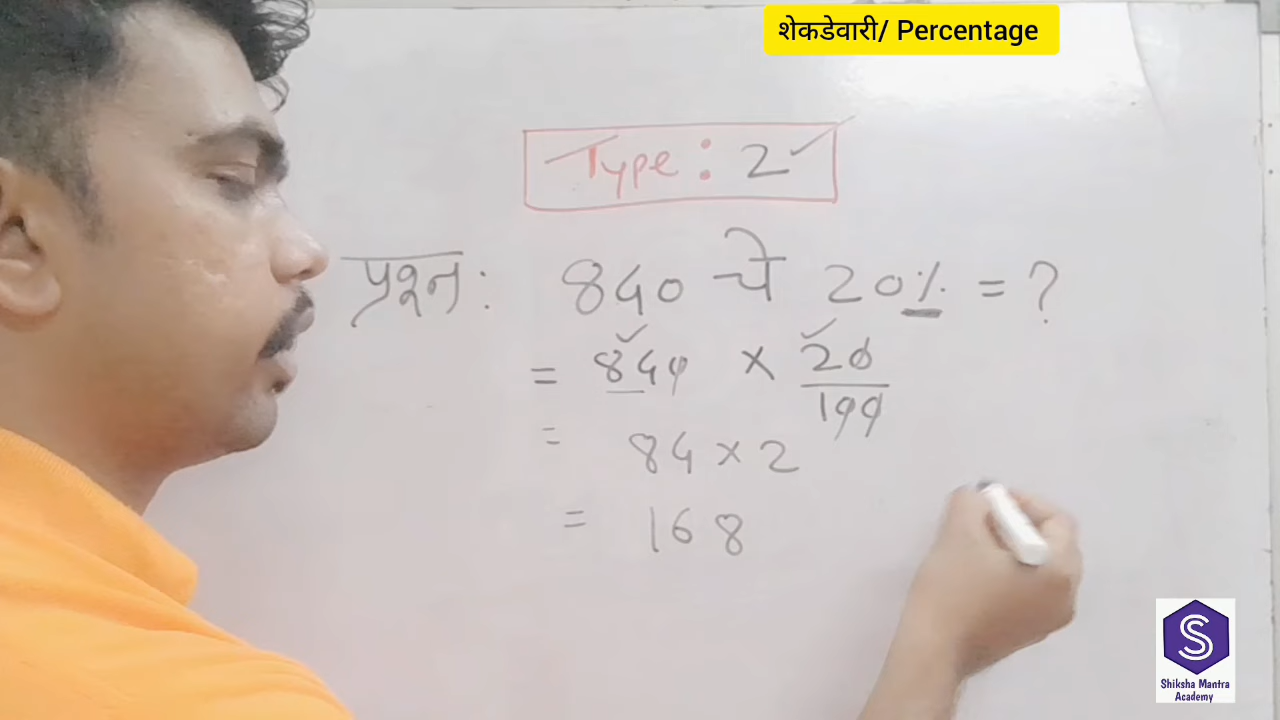 शेकडेवारी/ Percentage
Type: 2
प्रश्न: 840 चे 20% = ?
= 840 × 20/100
= 84 × 2
= 168
S
Shiksha Mantra
Academy